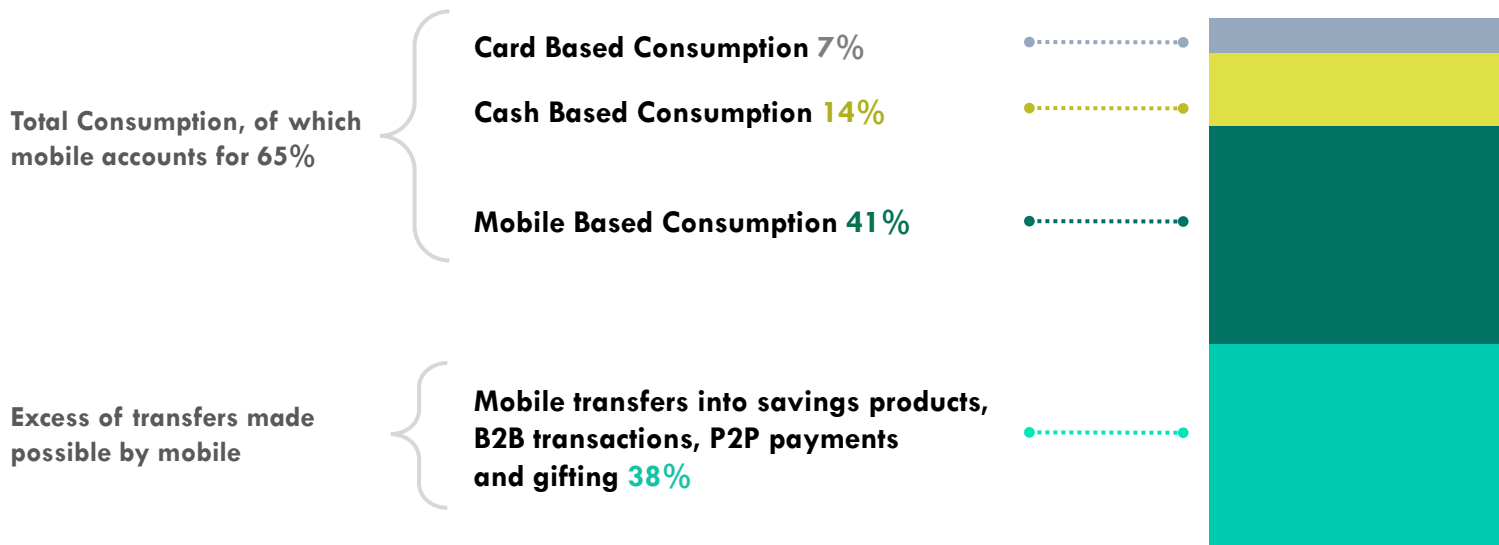 Card Based Consumption 7%
Cash Based Consumption 14%
Total Consumption, of which
mobile accounts for 65%
Mobile Based Consumption 41%
Excess of transfers made
possible by mobile
Mobile transfers into savings products,
B2B transactions, P2P payments
and gifting 38%